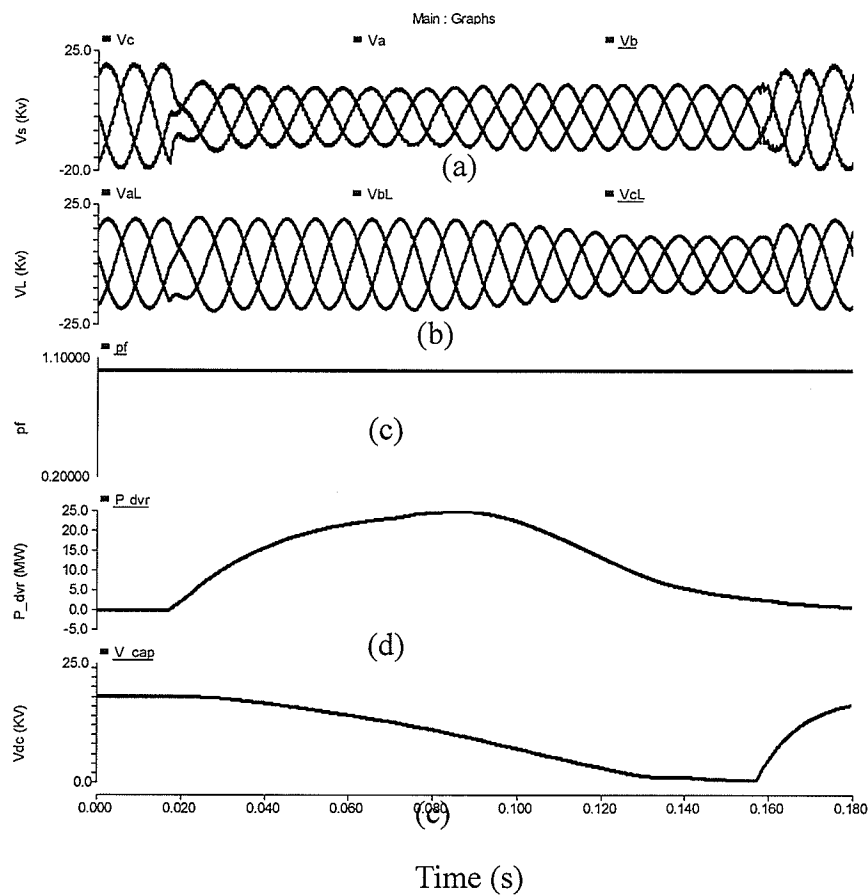 Main : Graphs
Vc Va Vb
25.0
Vs (Kv)
-20.0
(a)
VaL VbL VcL
25.0
VL (Kv)
-25.0
(b)
pf
1.10000
pf
(c)
0.20000
P dvr
25.0
20.0
15.0
10.0
5.0
0.0
-5.0
P_dvr (MW)
(d)
V cap
25.0
Vdc (KV)
0.0
0.000 0.020 0.040 0.060 0.080 0.100 0.120 0.140 0.160 0.180
(e)
Time (s)